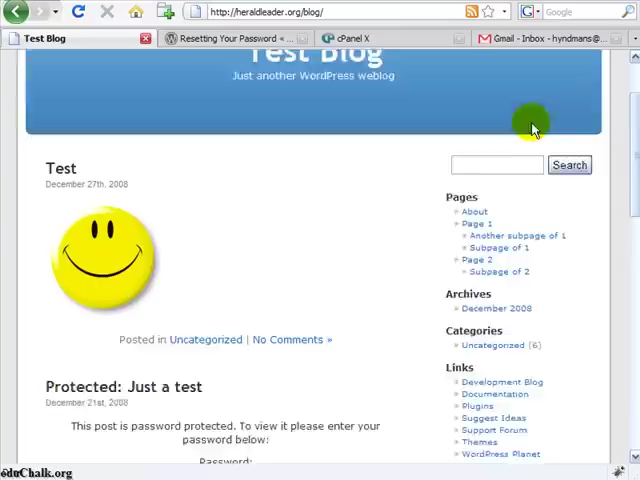 http://heraldleader.org/blog/
Google
Test Blog
Resetting Your Password « ...
cPanel X
Gmail - Inbox - hyndmans@...
Test Blog
Just another WordPress weblog
Test
December 27th, 2008
Search
Pages
About
Page 1
Another subpage of 1
Subpage of 1
Page 2
Subpage of 2
Archives
December 2008
Posted in Uncategorized | No Comments »
Categories
Uncategorized (6)
Links
Development Blog
Documentation
Plugins
Suggest Ideas
Support Forum
Themes
WordPress Planet
Protected: Just a test
December 21st, 2008
This post is password protected. To view it please enter your
password below:
Password:
eduChalk.org